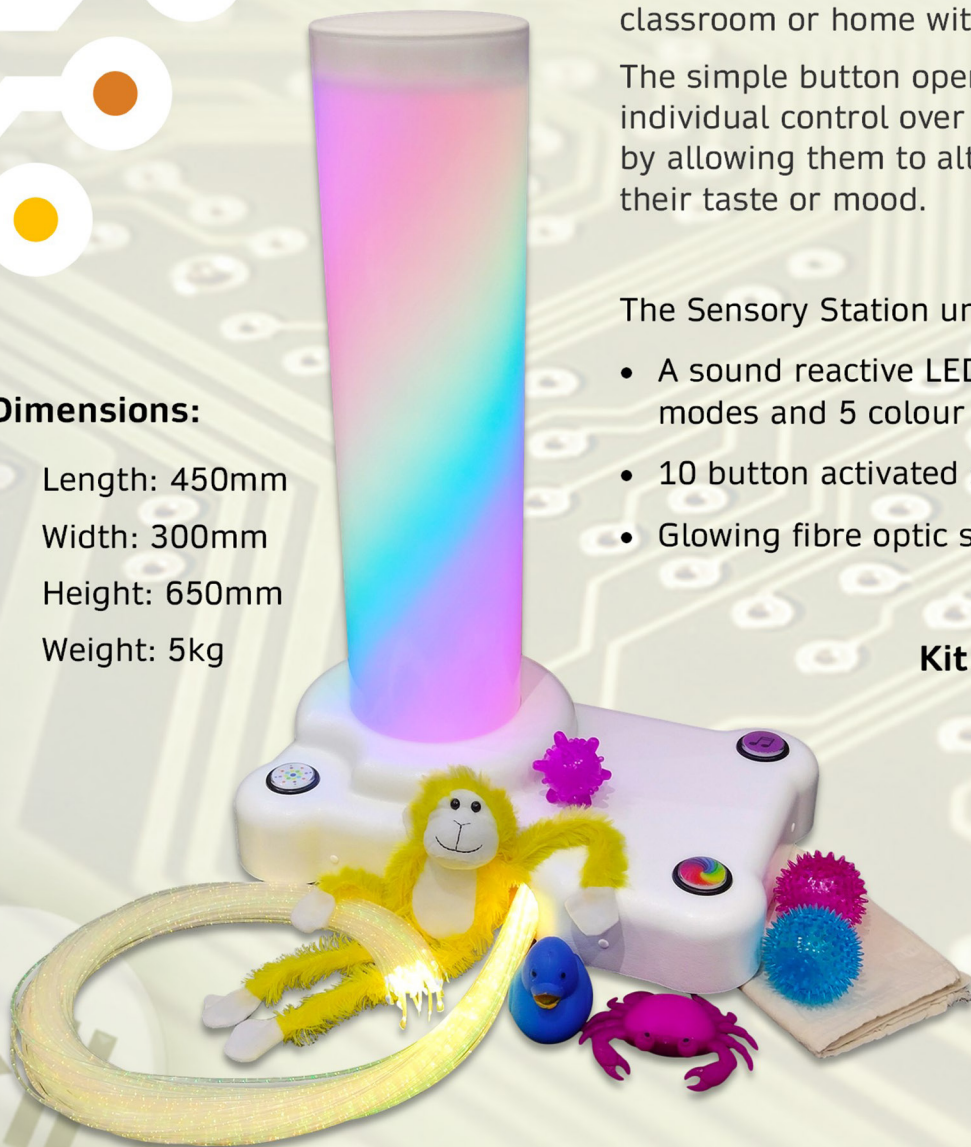 classroom or home wit
The simple button oper
individual control over
by allowing them to alt
their taste or mood.
The Sensory Station un
• A sound reactive LED
modes and 5 colour
• 10 button activated
• Glowing fibre optic s
Dimensions:
Length: 450mm
Width: 300mm
Height: 650mm
Weight: 5kg
Kit